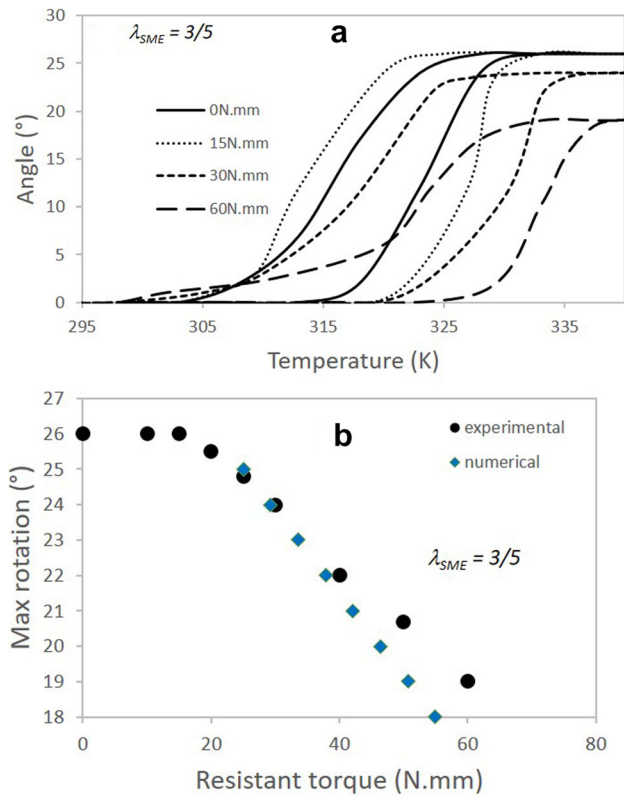 λSME = 3/5
a
30
25
20
15
10
5
0
Angle (°)
0N.mm
15N.mm
30N.mm
60N.mm
295 305 315 325 335
Temperature (K)
b
27
26
25
24
23
22
21
20
19
18
Max rotation (°)
experimental
numerical
λSME = 3/5
0 20 40 60 80
Resistant torque (N.mm)